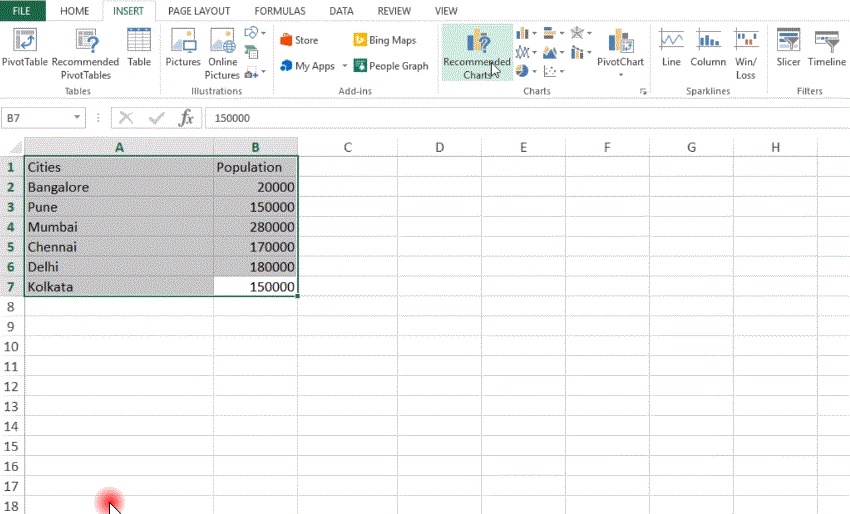 FILE HOME INSERT PAGE LAYOUT FORMULAS DATA REVIEW VIEW
PivotTable Recommended PivotTables Table Pictures Online Pictures Store My Apps Bing Maps People Graph Recommended Charts PivotChart Line Column Win/Loss Slicer Timeline
Tables Illustrations Add-ins Charts Sparklines Filters
B7 fx 150000
A B C D E F G H
1 Cities Population
2 Bangalore 20000
3 Pune 150000
4 Mumbai 280000
5 Chennai 170000
6 Delhi 180000
7 Kolkata 150000
8
9
10
11
12
13
14
15
16
17
18